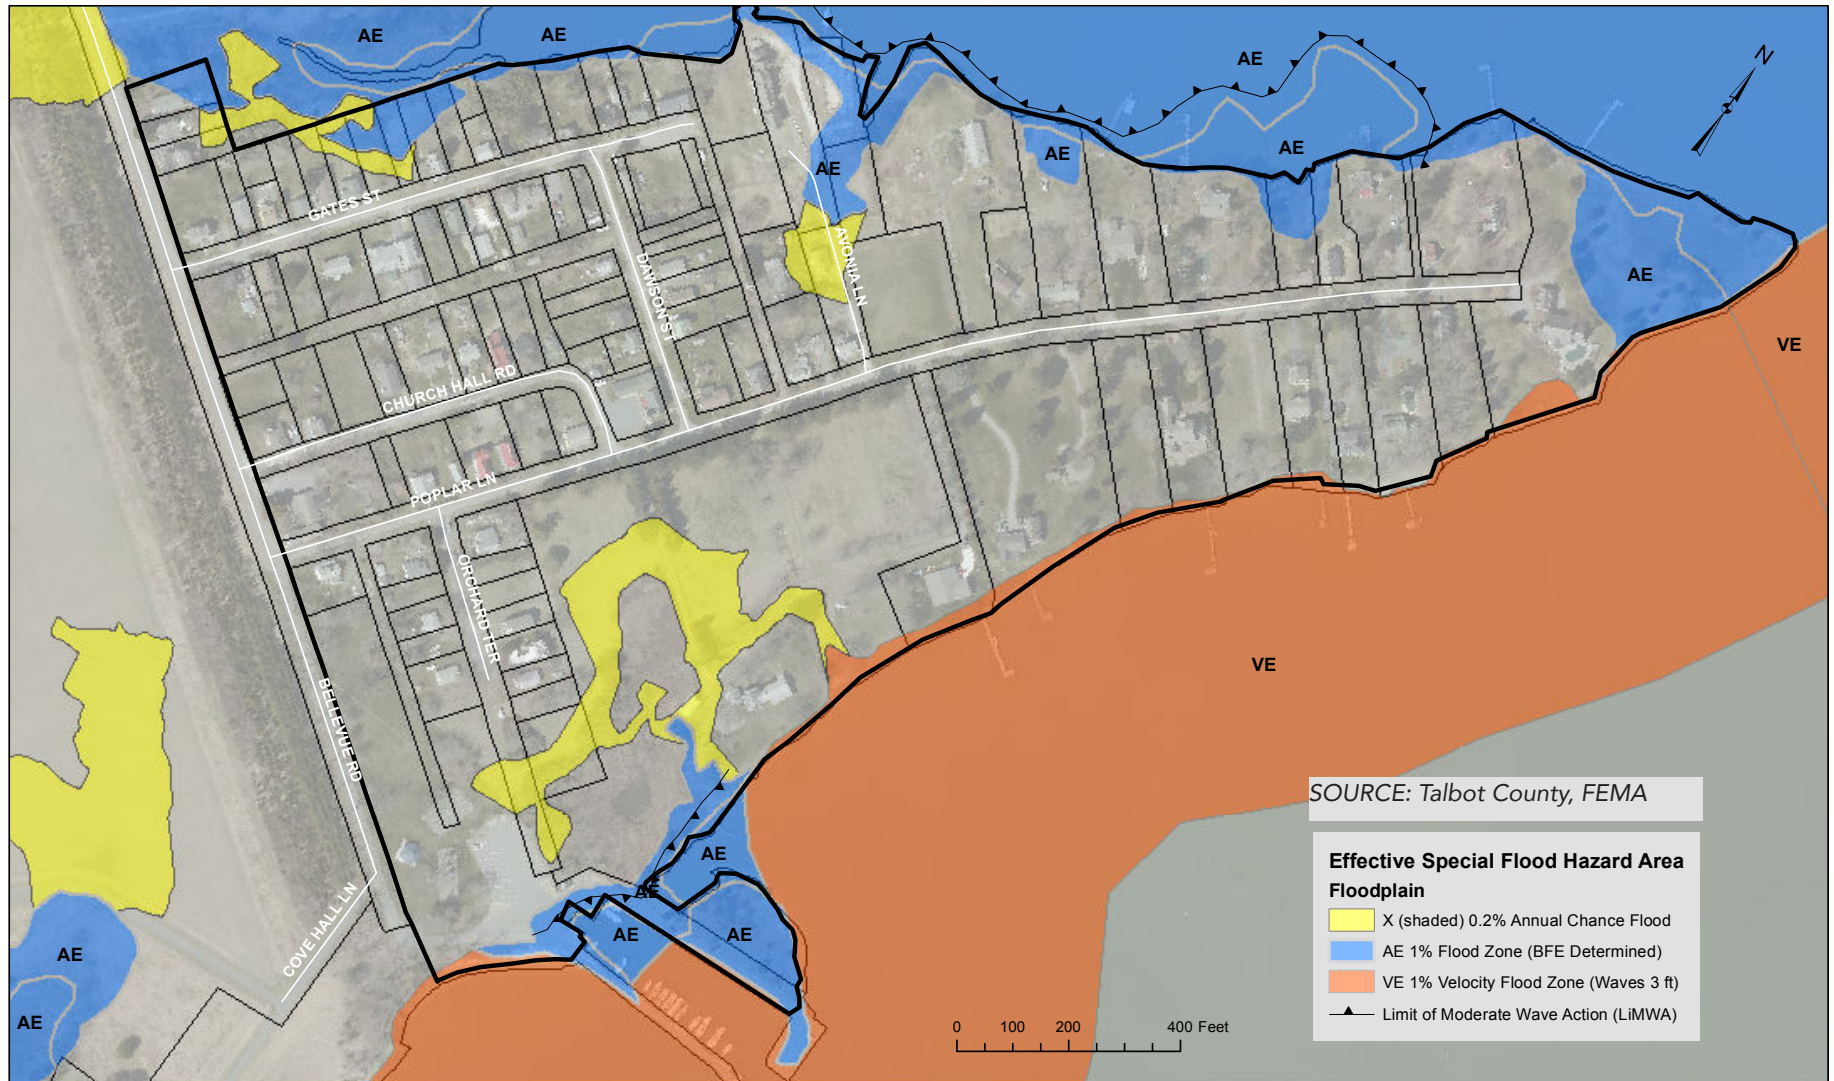 AE
AE
AE
N
AE
AE
AE
GATES ST
AVONIA LN
DAWSON ST
AE
VE
CHURCH HALL RD
POPLAR LN
ORCHARD TER
VE
BELLEVUE RD
SOURCE: Talbot County, FEMA
AE
AE
AE
AE
COVE HALL LN
AE
AE
Effective Special Flood Hazard Area
Floodplain
X (shaded) 0.2% Annual Chance Flood
AE 1% Flood Zone (BFE Determined)
VE 1% Velocity Flood Zone (Waves 3 ft)
Limit of Moderate Wave Action (LiMWA)
0 100 200 400 Feet